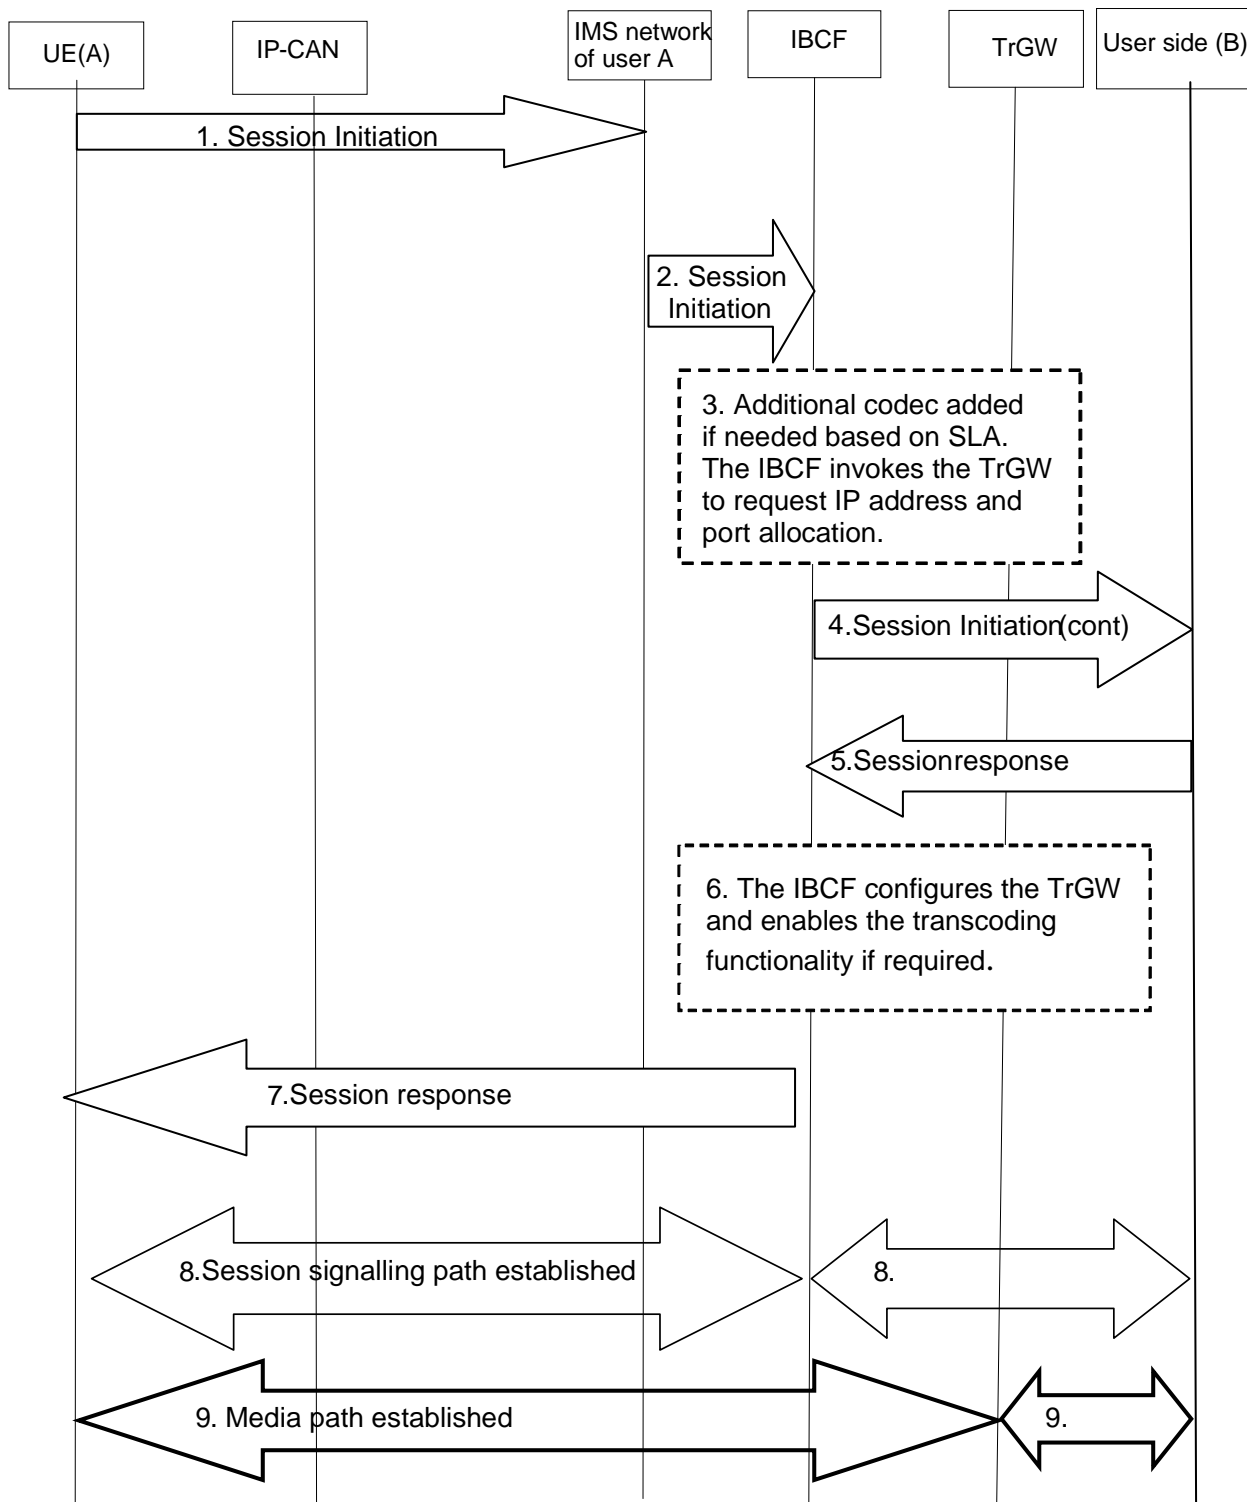 UE(A)
IP-CAN
IMS network
of user A
IBCF
TrGW
User side (B)
1. Session Initiation
2. Session
Initiation
3. Additional codec added
if needed based on SLA.
The IBCF invokes the TrGW
to request IP address and
port allocation.
4.Session Initiation(cont)
5.Sessionresponse
6. The IBCF configures the TrGW
and enables the transcoding
functionality if required.
7.Session response
8.Session signalling path established
8.
9. Media path established
9.